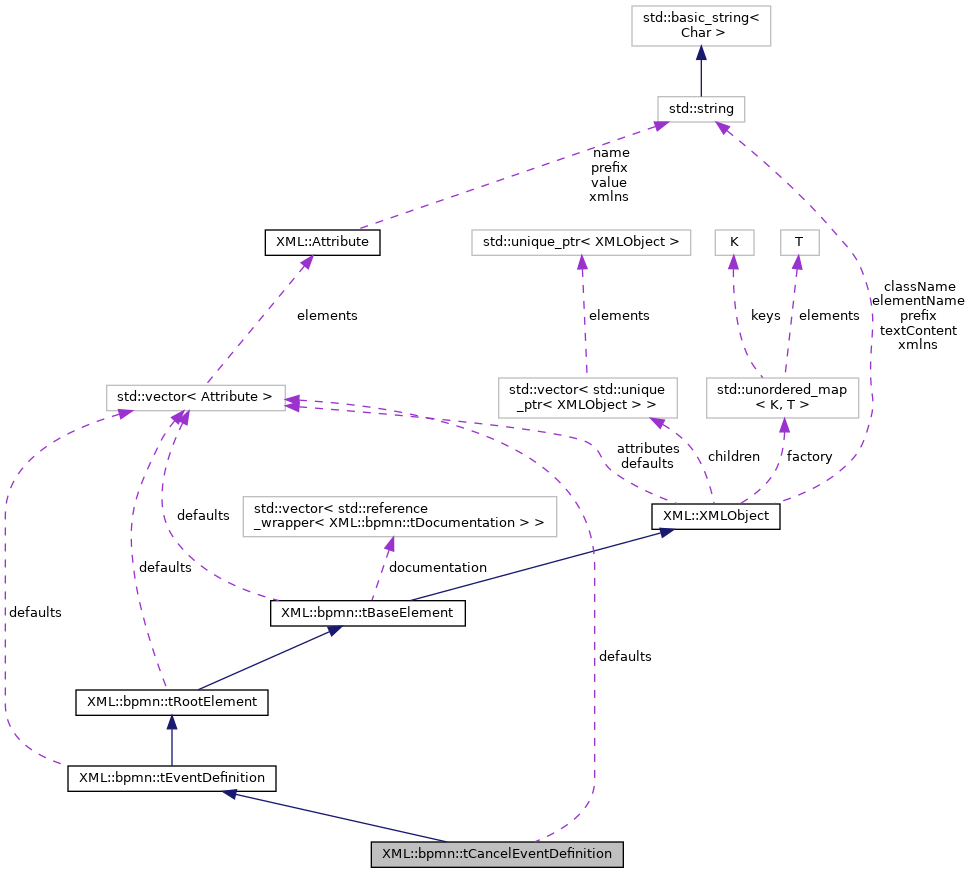 std::basic_string<
Char >
std::string
name
prefix
value
xmlns
XML::Attribute
std::unique_ptr< XMLObject >
K
T
className
elementName
prefix
textContent
xmlns
elements
elements
keys
elements
std::vector< Attribute >
std::vector< std::unique
_ptr< XMLObject > >
std::unordered_map
< K, T >
attributes
defaults
children
factory
std::vector< std::reference
_wrapper< XML::bpmn::tDocumentation > >
defaults
XML::XMLObject
defaults
documentation
defaults
XML::bpmn::tBaseElement
defaults
XML::bpmn::tRootElement
XML::bpmn::tEventDefinition
XML::bpmn::tCancelEventDefinition